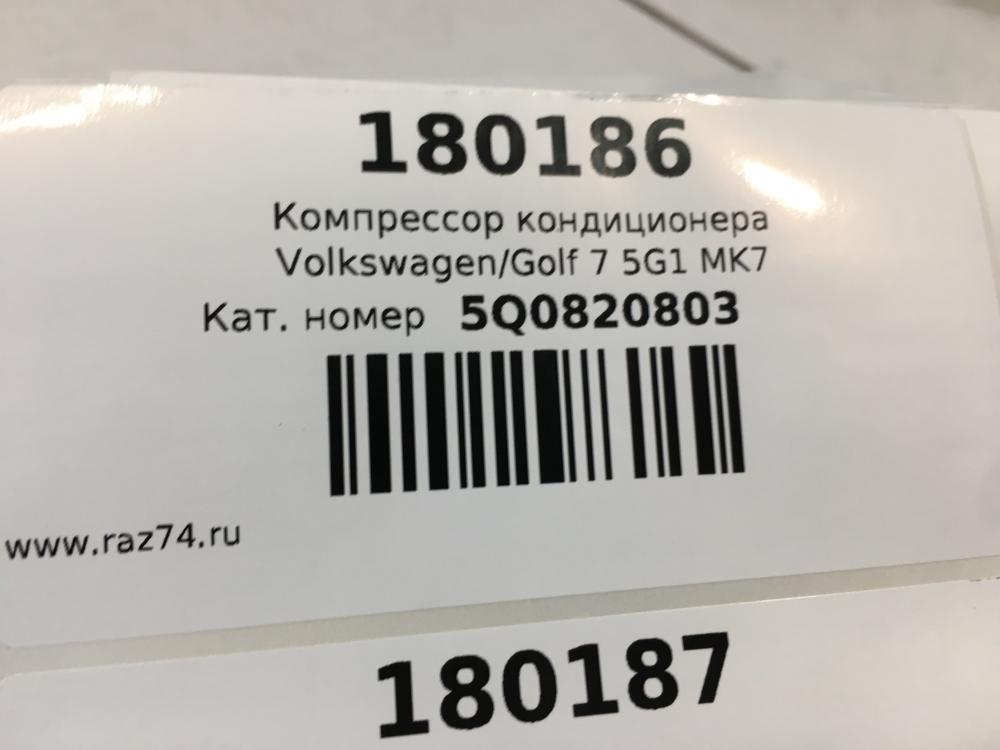 180186
Компрессор кондиционера
Volkswagen/Golf 7 5G1 MK7
Кат. номер 5Q0820803
www.raz74.ru
180187